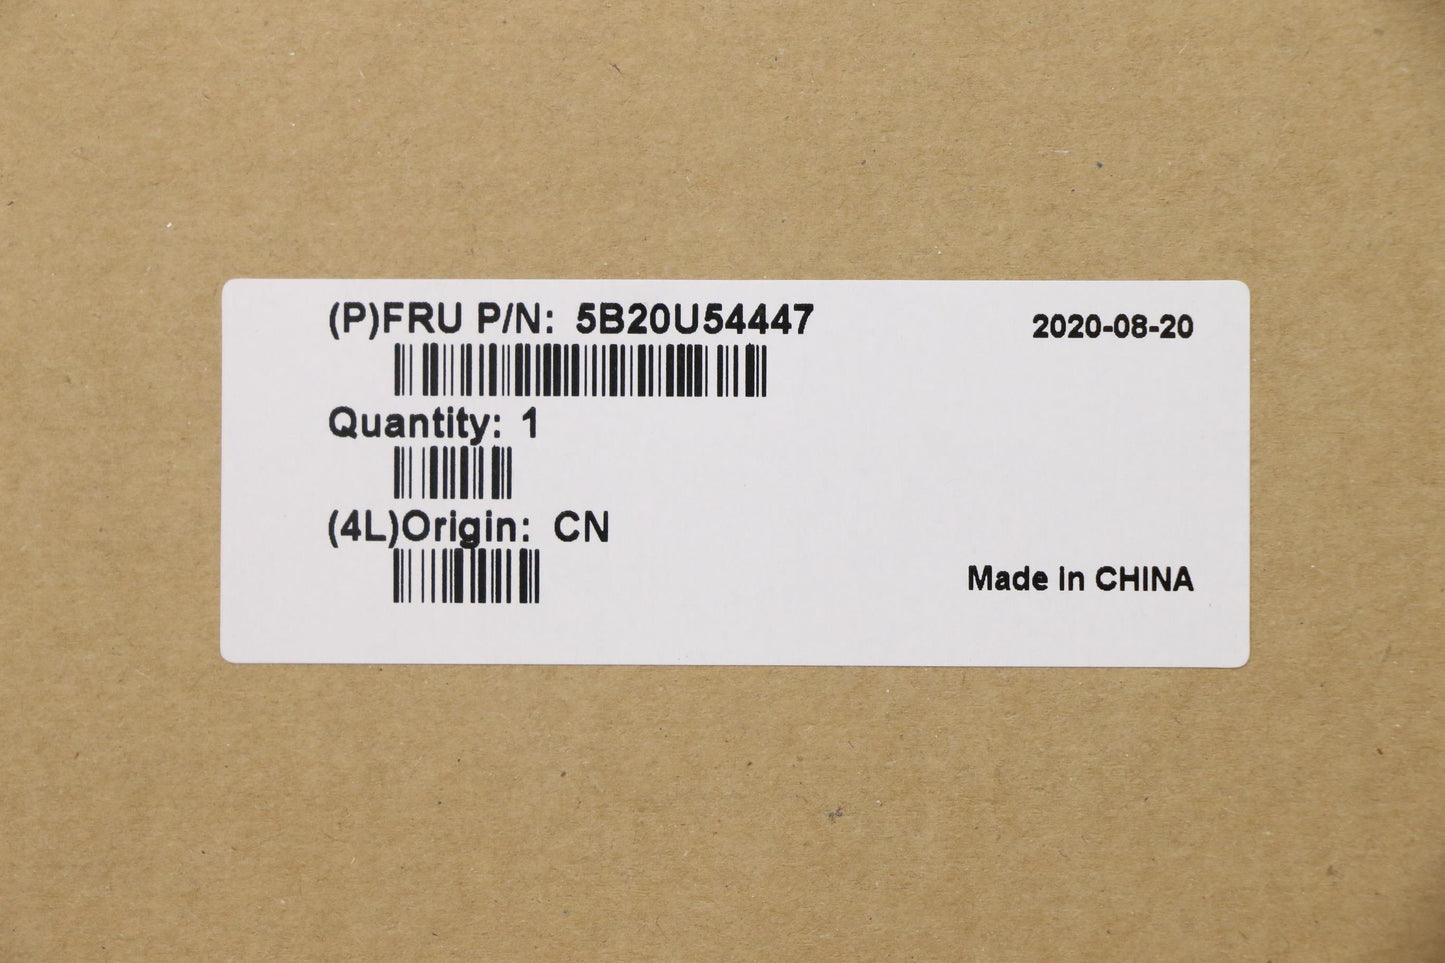 (P)FRU P/N: 5B20U54447
2020-08-20
Quantity: 1
(4L)Origin: CN
Made in CHINA